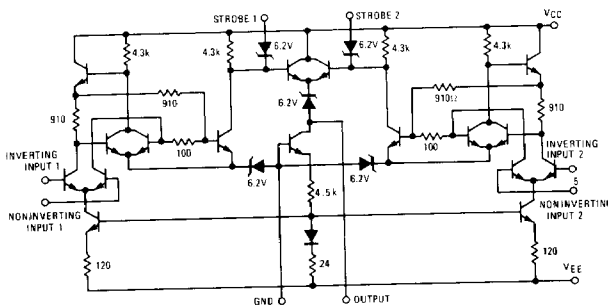 STROBE 1
STROBE 2
VCC
4.3k
4.3k
6.2V
6.2V
4.3k
4.3k
910
6.2V
910Ω
910
100
100
910
INVERTING
INPUT 1
6.2V
6.2V
INVERTING
INPUT 2
6
4.5k
NONINVERTING
INPUT 1
NONINVERTING
INPUT 2
120
24
120
VEE
GND
OUTPUT